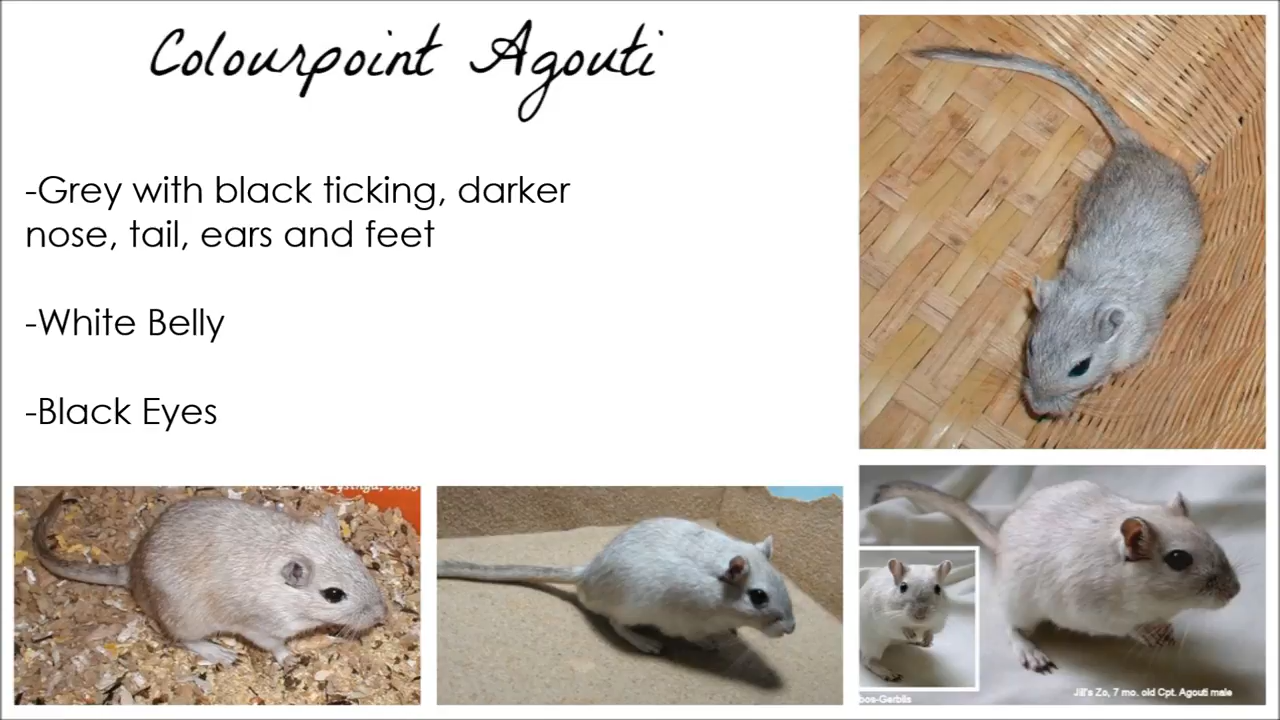 Colourpoint Agouti
-Grey with black ticking, darker
nose, tail, ears and feet
-White Belly
-Black Eyes
Jill's Zo, 7 mo. old Cpt. Agouti male